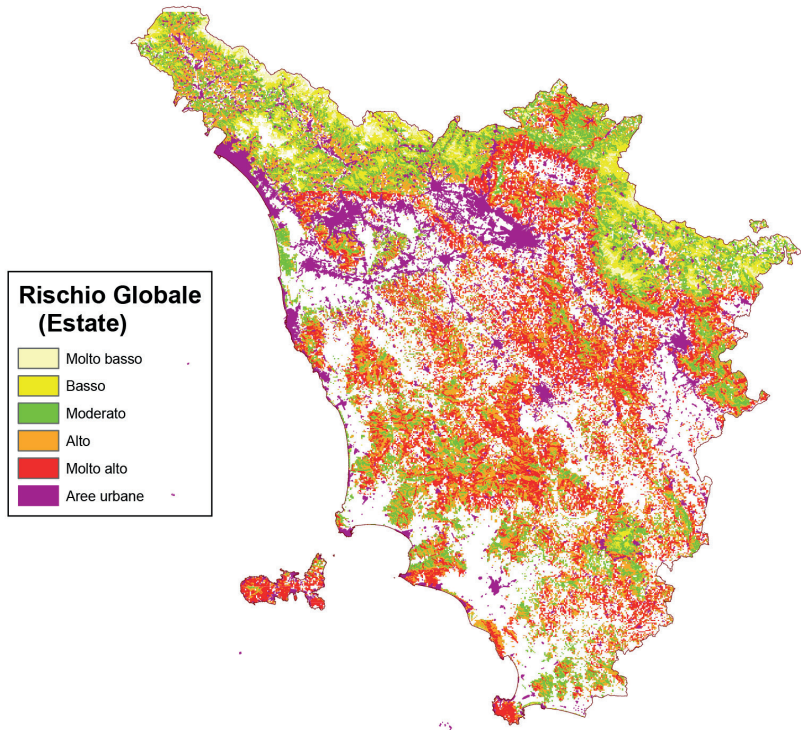 Rischio Globale
(Estate)
Molto basso
Basso
Moderato
Alto
Molto alto
Aree urbane